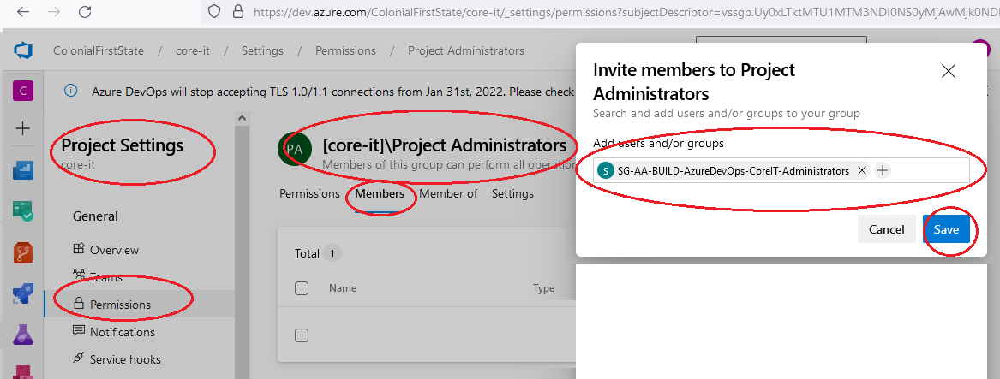 https://dev.azure.com/ColonialFirstState/core-it/_settings/permissions?subjectDescriptor=vssgp.Uy0xLTktMTU1MTM3NDI0NS0yMjAwMjk0NDI
ColonialFirstState / core-it / Settings / Permissions / Project Administrators
C
Azure DevOps will stop accepting TLS 1.0/1.1 connections from Jan 31st, 2022. Please check
Project Settings
core-it
General
Overview
Teams
Permissions
Notifications
Service hooks
PA
[core-it]\Project Administrators
Members of this group can perform all operation
Permissions Members Member of Settings
Total 1
Name Type
Invite members to Project
Administrators
Search and add users and/or groups to your group
Add users and/or groups
S SG-AA-BUILD-AzureDevOps-CoreIT-Administrators
Cancel Save